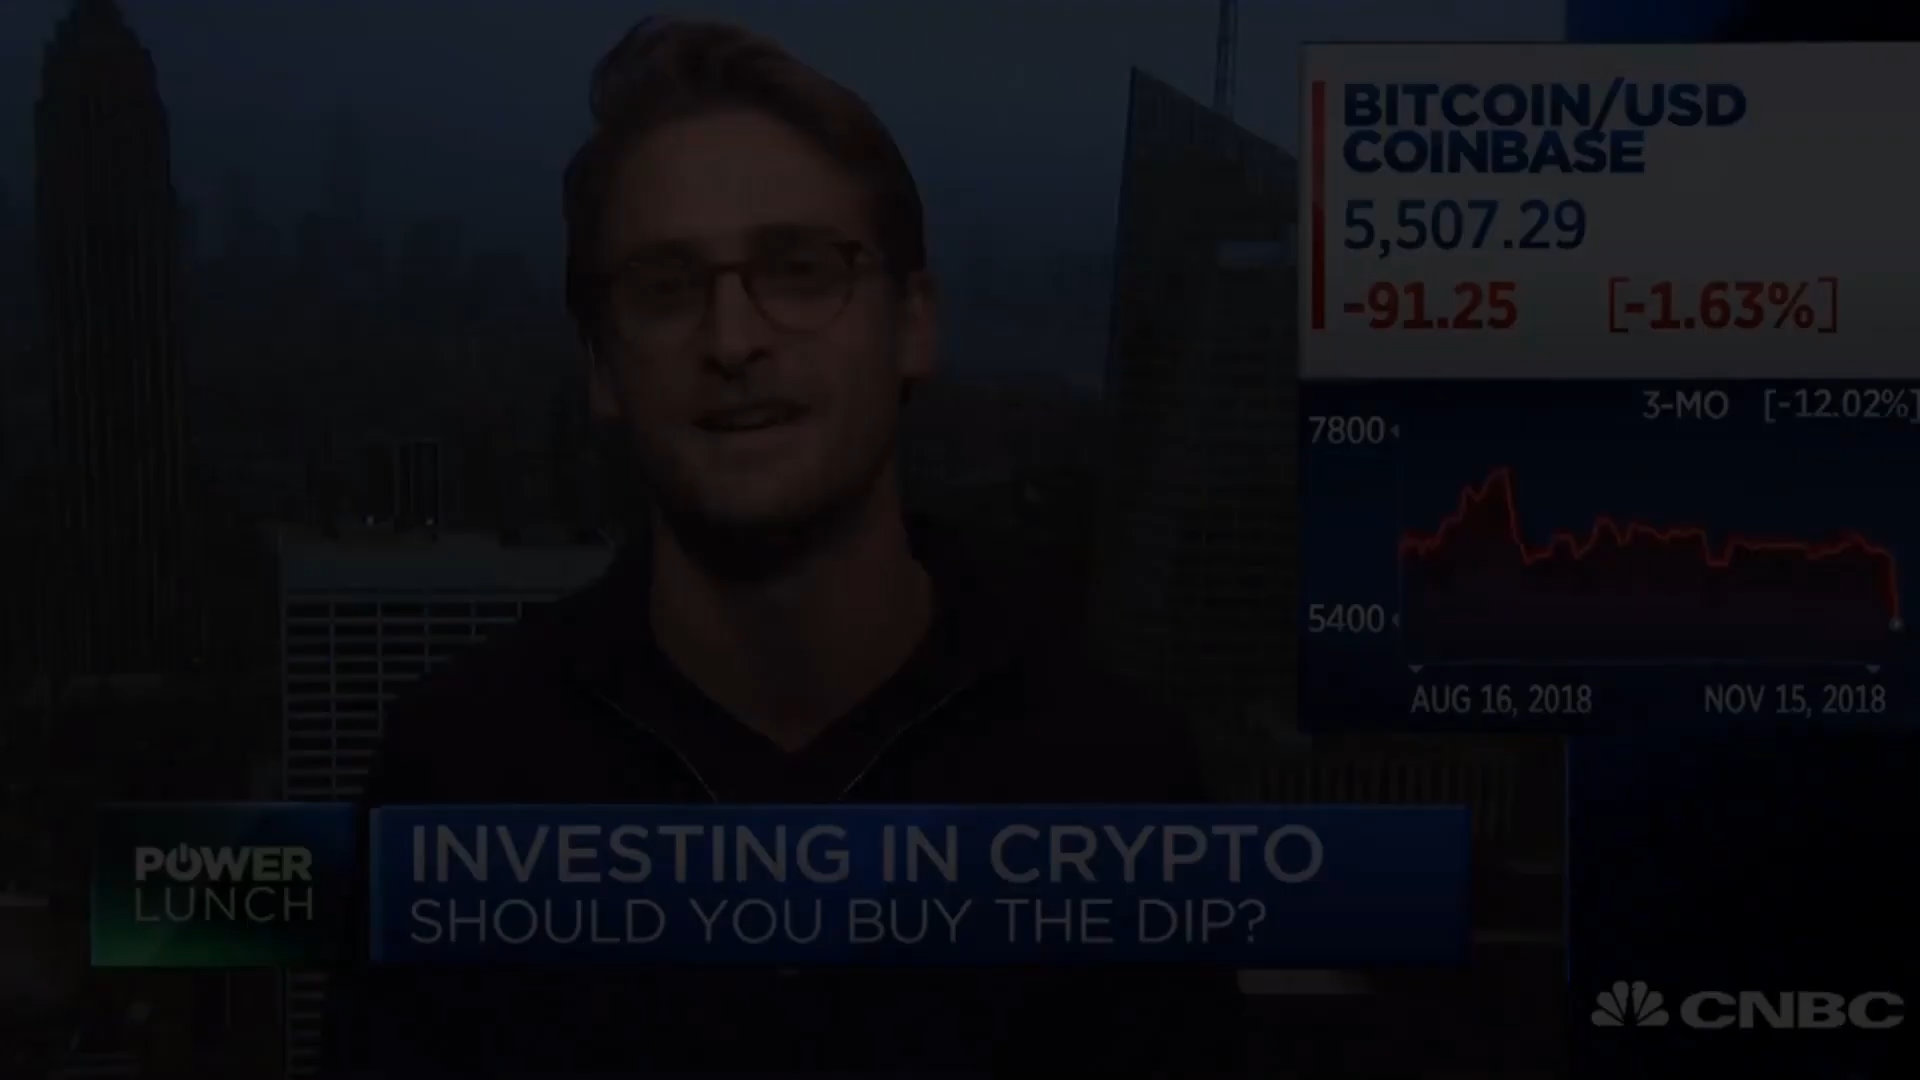 BITCOIN/USD
COINBASE
5,507.29
-91.25 [-1.63%]
3-MO [-12.02%]
7800
5400
AUG 16, 2018 NOV 15, 2018
POWER
LUNCH
INVESTING IN CRYPTO
SHOULD YOU BUY THE DIP?
CNBC